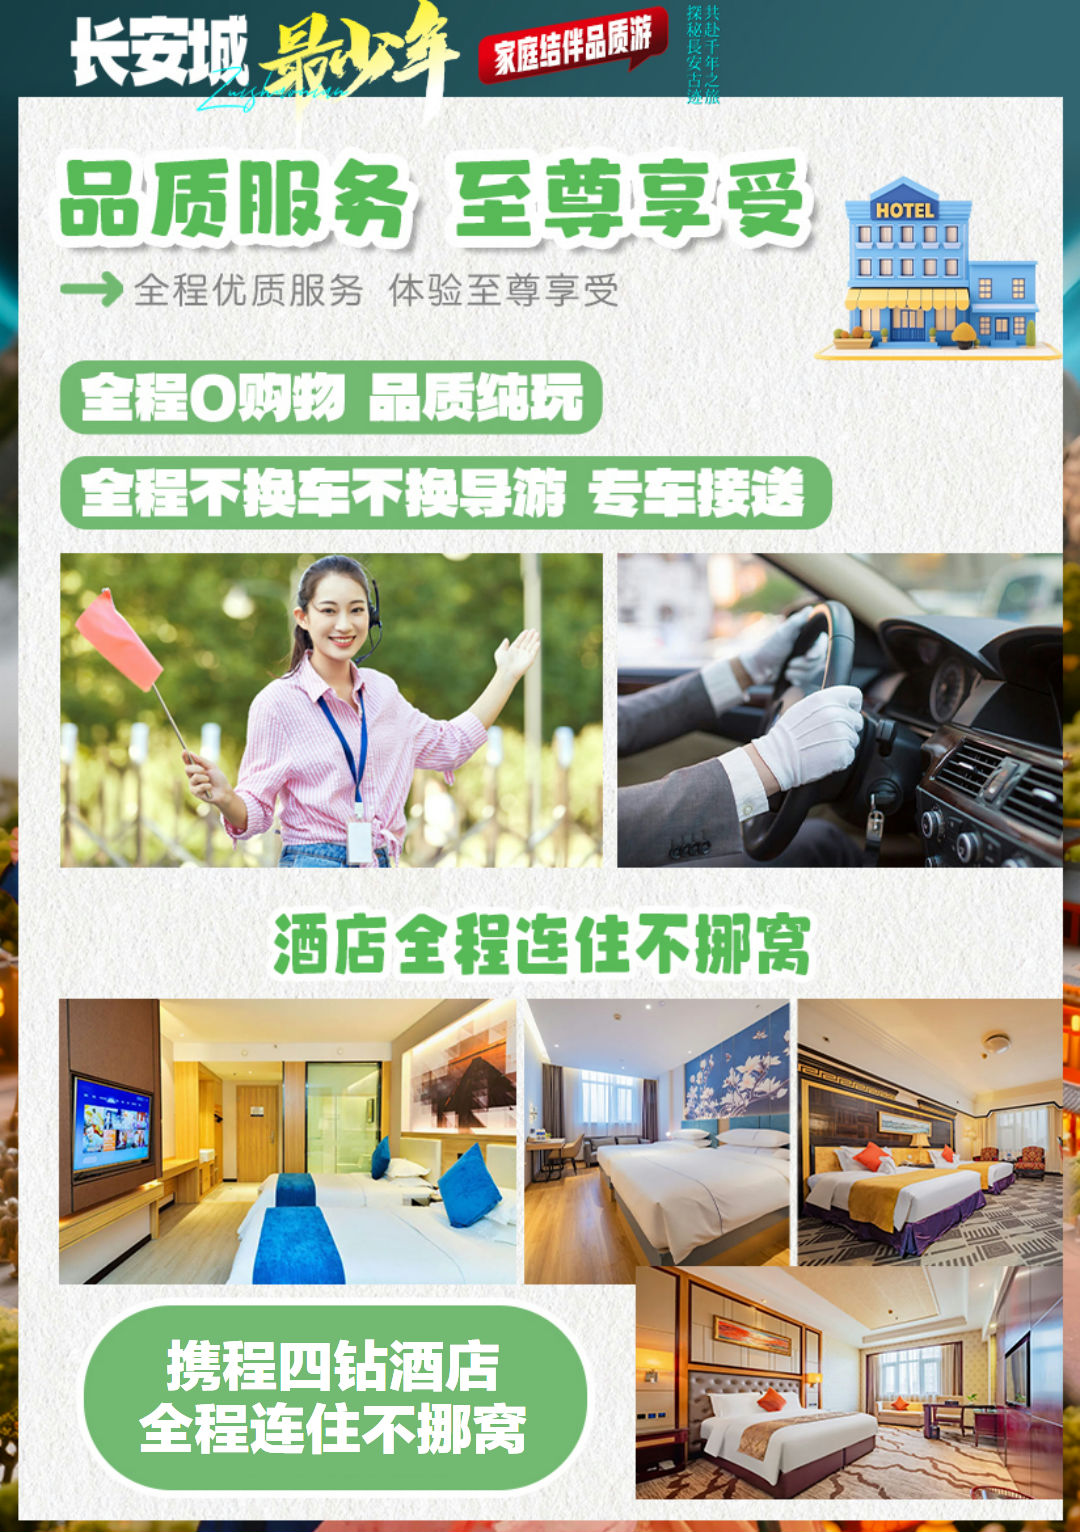 长安城
最少年
Zuishaonian
家庭结伴品质游
共赴千年之旅
探秘長安古迹
品质服务 至尊享受
HOTEL
全程优质服务 体验至尊享受
全程0购物 品质纯玩
全程不换车不换导游 专车接送
酒店全程连住不挪窝
携程四钻酒店
全程连住不挪窝